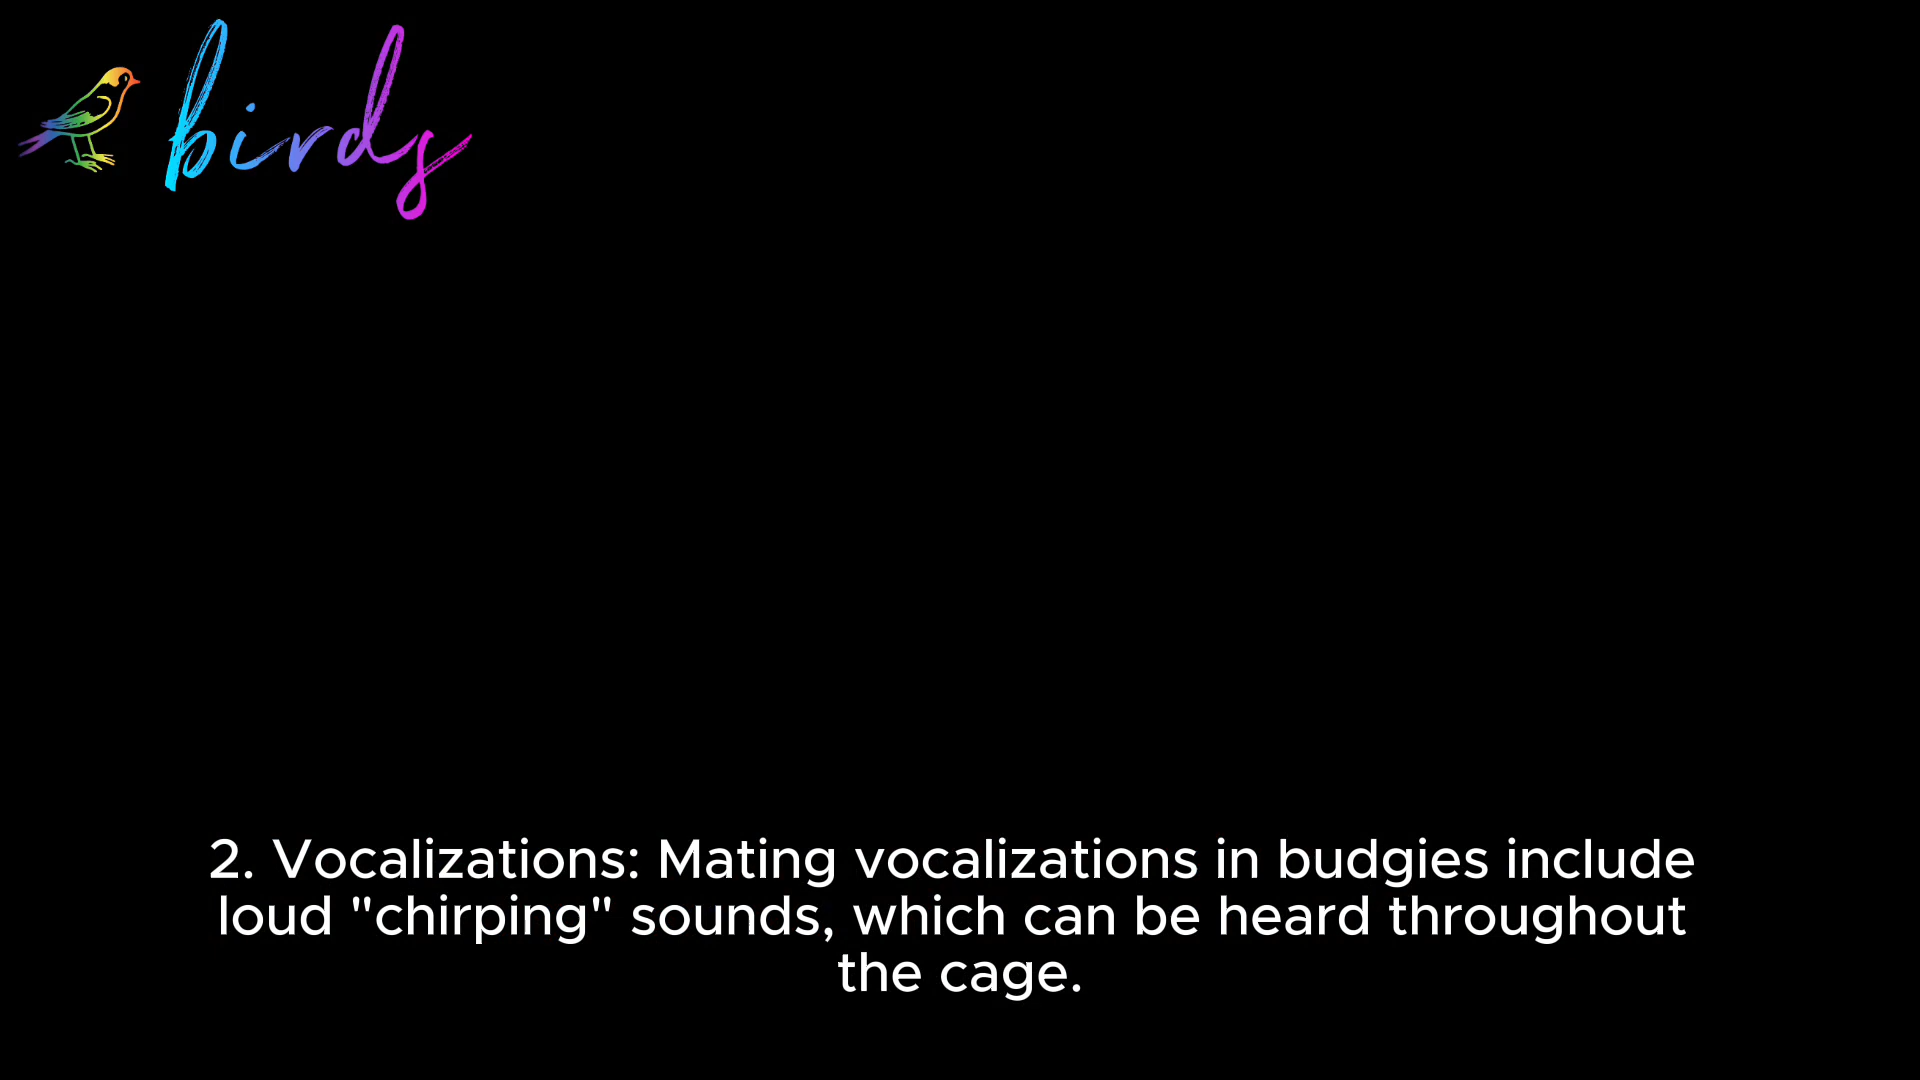 birds
2. Vocalizations: Mating vocalizations in budgies include
loud "chirping" sounds, which can be heard throughout
the cage.